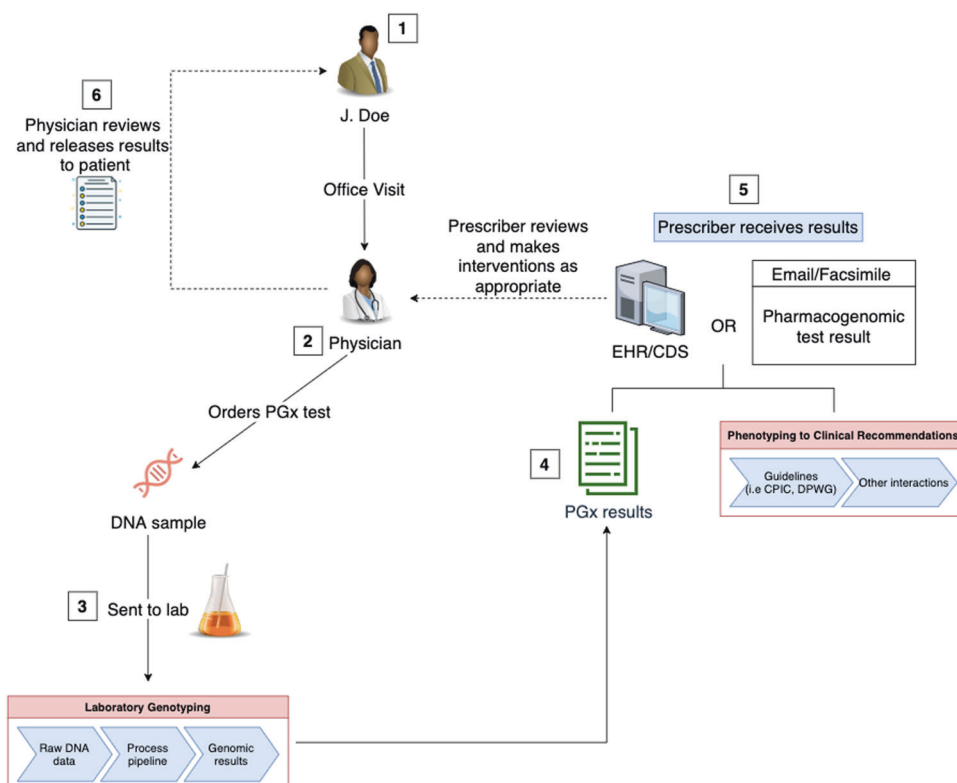 1
J. Doe
Office Visit
6
Physician reviews
and releases results
to patient
2
Physician
Orders PGx test
DNA sample
3
Sent to lab
Laboratory Genotyping
Raw DNA
data
Process
pipeline
Genomic
results
4
PGx results
5
Prescriber receives results
EHR/CDS
OR
Email/Facsimile
Pharmacogenomic
test result
Phenotyping to Clinical Recommendations
Guidelines
(i.e CPIC, DPWG)
Other interactions
Prescriber reviews
and makes
interventions as
appropriate